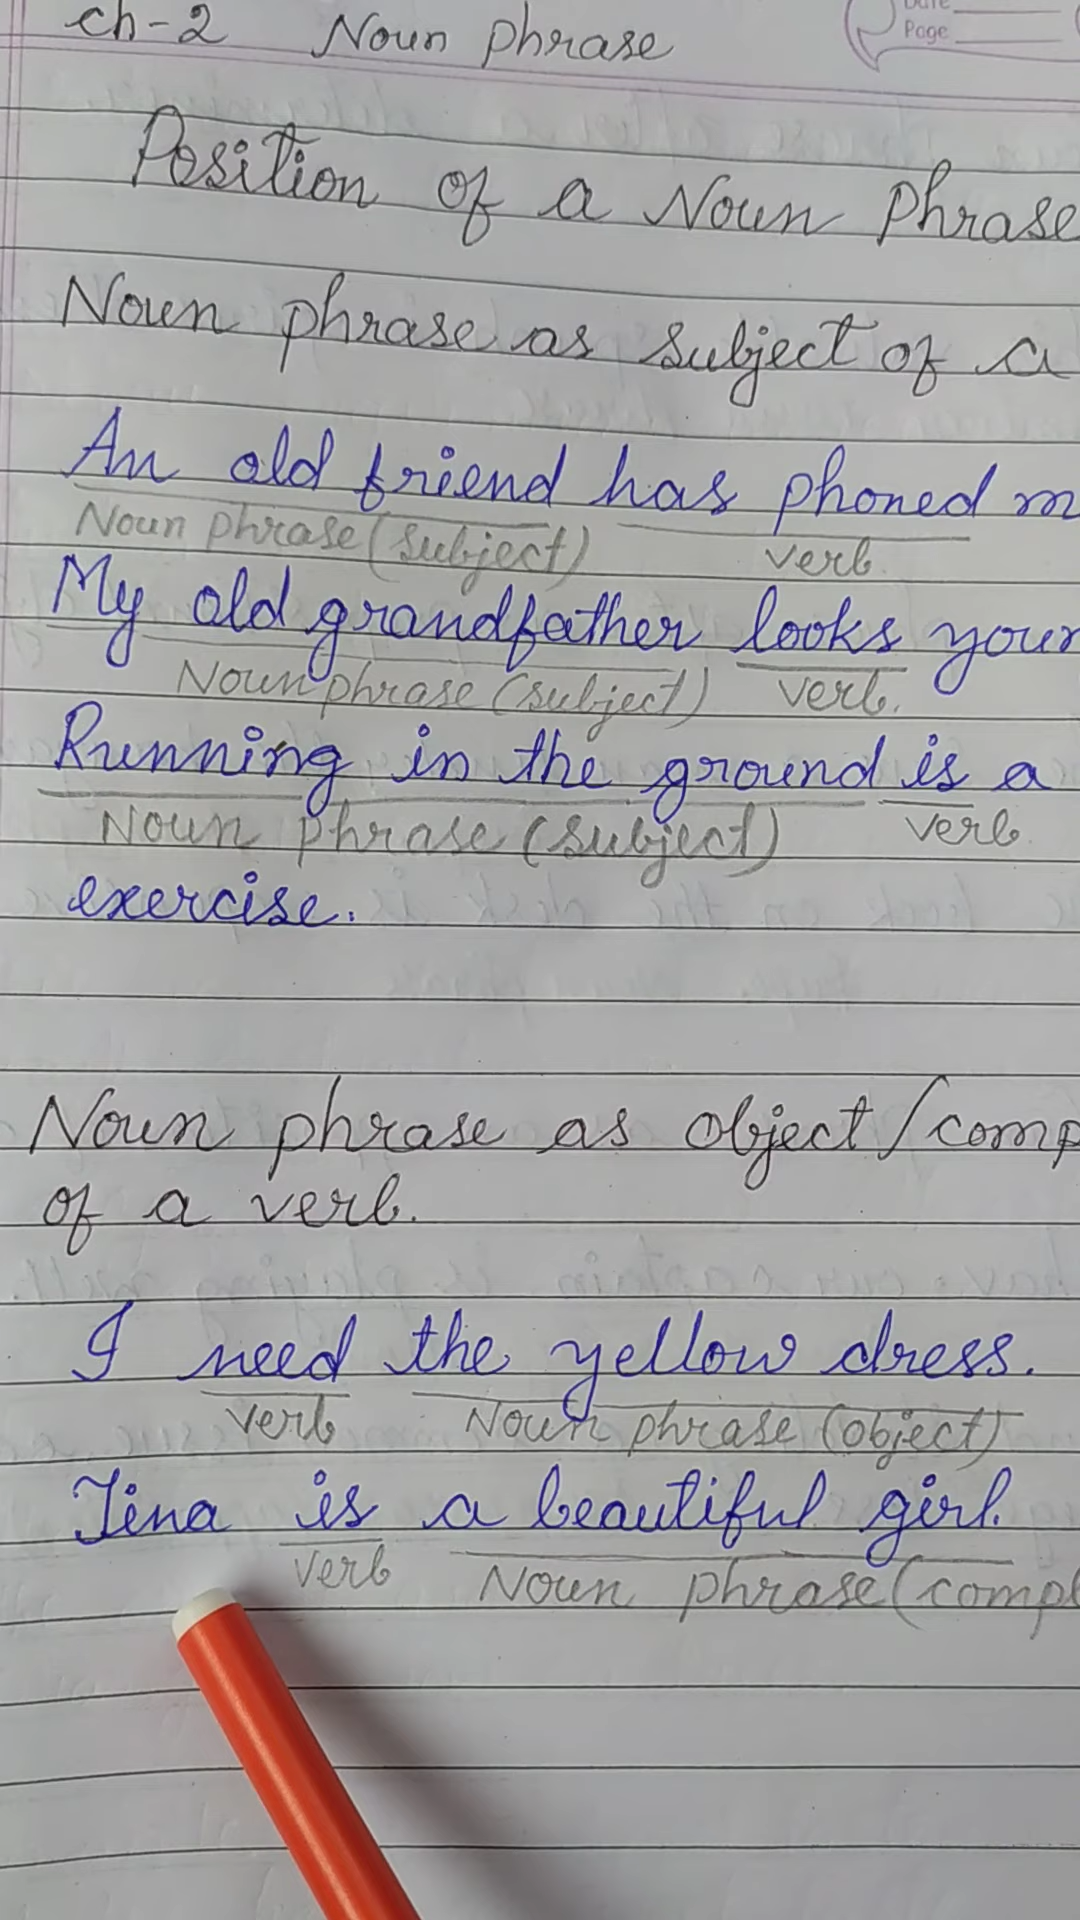 Date
Page
Ch-2 Noun phrase
Position of a Noun Phrase
Noun phrase as subject of a
An old friend has phoned m
Noun phrase (subject) verb
My old grandfather looks your
Noun phrase (subject) verb.
Running in the ground is a
Noun phrase (subject) verb
exercise.
Noun phrase as object/comp
of a verb.
I need the yellow dress.
verb Noun phrase (object)
Tina is a beautiful girl.
verb Noun phrase (compl